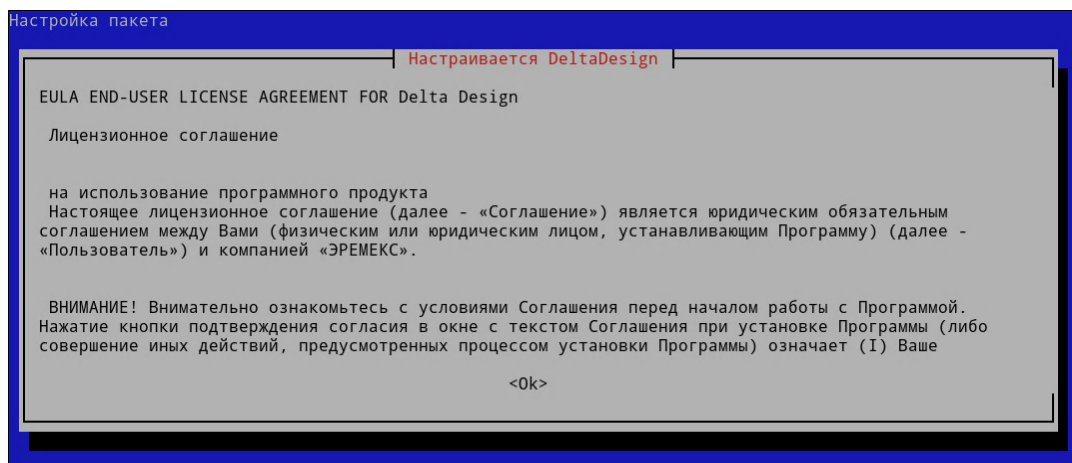 Настройка пакета
Настраивается DeltaDesign
EULA END-USER LICENSE AGREEMENT FOR Delta Design
Лицензионное соглашение
на использование программного продукта
Настоящее лицензионное соглашение (далее - «Соглашение») является юридическим обязательным
соглашением между Вами (физическим или юридическим лицом, устанавливающим Программу) (далее -
«Пользователь») и компанией «ЭРЕМЕКС».
ВНИМАНИЕ! Внимательно ознакомьтесь с условиями Соглашения перед началом работы с Программой.
Нажатие кнопки подтверждения согласия в окне с текстом Соглашения при установке Программы (либо
совершение иных действий, предусмотренных процессом установки Программы) означает (I) Ваше
<Ok>